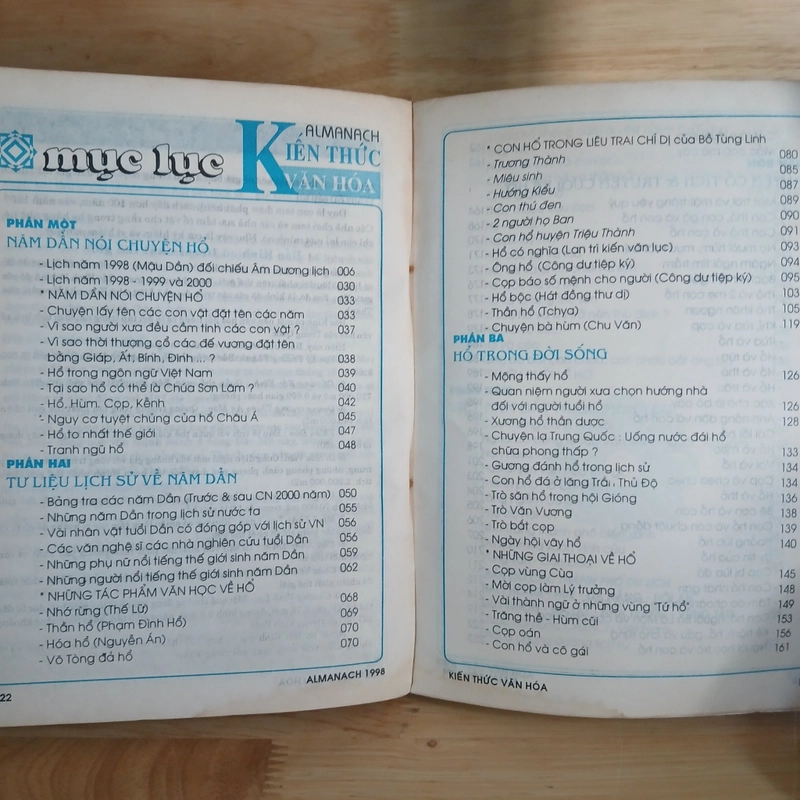 mục lục
ALMANACH
KIẾN THỨC
VĂN HÓA
PHẦN MỘT
NĂM DẦN NÓI CHUYỆN HỔ
- Lịch năm 1998 (Mậu Dần) đối chiếu Âm Dương lịch 006
- Lịch năm 1998 - 1999 và 2000 030
* NĂM DẦN NÓI CHUYỆN HỔ 033
- Chuyện lấy tên các con vật đặt tên các năm 033
- Vì sao người xưa đều cầm tinh các con vật ? 037
- Vì sao thời thượng cổ các đế vương đặt tên
bằng Giáp, Ất, Bính, Đinh ... ? 038
- Hổ trong ngôn ngữ Việt Nam 039
- Tại sao hổ có thể là Chúa Sơn Lâm ? 040
- Hổ, Hùm, Cọp, Kễnh 042
- Nguy cơ tuyệt chủng của hổ Châu Á 045
- Hổ to nhất thế giới 047
- Tranh ngũ hổ 048
PHẦN HAI
TƯ LIỆU LỊCH SỬ VỀ NĂM DẦN
- Bảng tra các năm Dần (Trước & sau CN 2000 năm) 050
- Những năm Dần trong lịch sử nước ta 055
- Vài nhân vật tuổi Dần có đóng góp với lịch sử VN 056
- Các văn nghệ sĩ các nhà nghiên cứu tuổi Dần 056
- Những phụ nữ nổi tiếng thế giới sinh năm Dần 059
- Những người nổi tiếng thế giới sinh năm Dần 062
* NHỮNG TÁC PHẨM VĂN HỌC VỀ HỔ
- Nhớ rừng (Thế Lữ) 068
- Thần hổ (Phạm Đình Hổ) 069
- Hóa hổ (Nguyên Án) 070
- Võ Tòng đả hổ 070
22
ALMANACH 1998
* CON HỔ TRONG LIÊU TRAI CHÍ DỊ của Bồ Tùng Linh
- Trương Thành 080
- Miêu sinh 085
- Hướng Kiểu 087
- Con thú đen 089
- 2 người họ Ban 090
- Con hổ huyện Triệu Thành 091
- Hổ có nghĩa (Lan trì kiến văn lục) 093
- Ông hổ (Công dư tiệp ký) 094
- Cọp báo số mệnh cho người (Công dư tiệp ký) 095
- Hổ bộc (Hát đồng thư dị) 103
- Thần hổ (Tchya) 105
- Chuyện bà hùm (Chu Văn) 119
PHẦN BA
HỔ TRONG ĐỜI SỐNG
- Mộng thấy hổ 126
- Quan niệm người xưa chọn hướng nhà
đối với người tuổi hổ 126
- Xương hổ thần dược 128
- Chuyện lạ Trung Quốc : Uống nước đái hổ
chữa phong thấp ? 133
- Gương đánh hổ trong lịch sử 134
- Con hổ đá ở lăng Trần Thủ Độ 134
- Trò săn hổ trong hội Gióng 136
- Trò Văn Vương 138
- Trò bắt cọp 139
- Ngày hội vây hổ 140
* NHỮNG GIAI THOẠI VỀ HỔ
- Cọp vùng Cùa 145
- Mời cọp làm Lý trưởng 148
- Vài thành ngữ ở những vùng "Tứ hổ" 149
- Trăng thề - Hùm cũi 153
- Cọp oán 156
- Con hổ và cô gái 161
KIẾN THỨC VĂN HÓA